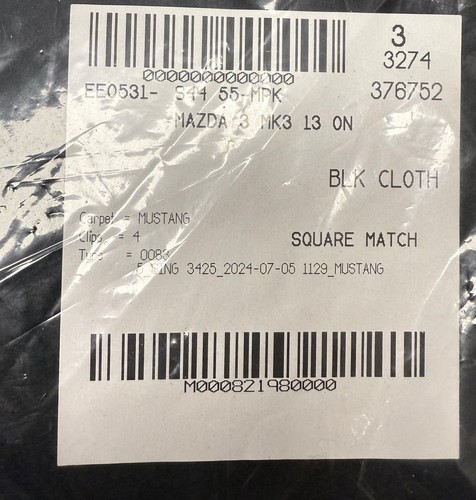 3
3274
0000000000000
EE0531- S44 55-MPK 376752
MAZDA 3 MK3 13 ON
BLK CLOTH
Carpet = MUSTANG
Clips = 4
SQUARE MATCH
Type = 0083
3425_2024-07-05 1129_MUSTANG
M000821980000